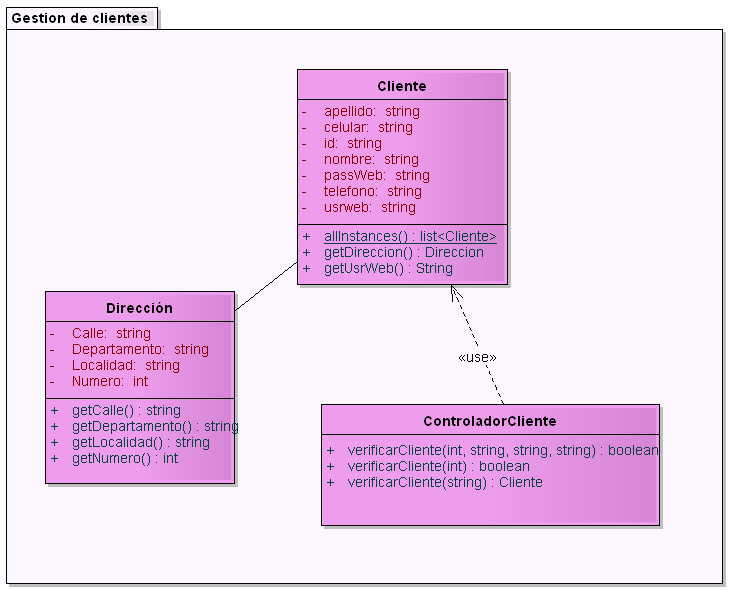 Gestion de clientes
Cliente
- apellido: string
- celular: string
- id: string
- nombre: string
- passWeb: string
- telefono: string
- usrweb: string
+ allInstances() : list<Cliente>
+ getDireccion() : Direccion
+ getUsrWeb() : String
Dirección
- Calle: string
- Departamento: string
- Localidad: string
- Numero: int
+ getCalle() : string
+ getDepartamento() : string
+ getLocalidad() : string
+ getNumero() : int
«use»
ControladorCliente
+ verificarCliente(int, string, string, string) : boolean
+ verificarCliente(int) : boolean
+ verificarCliente(string) : Cliente